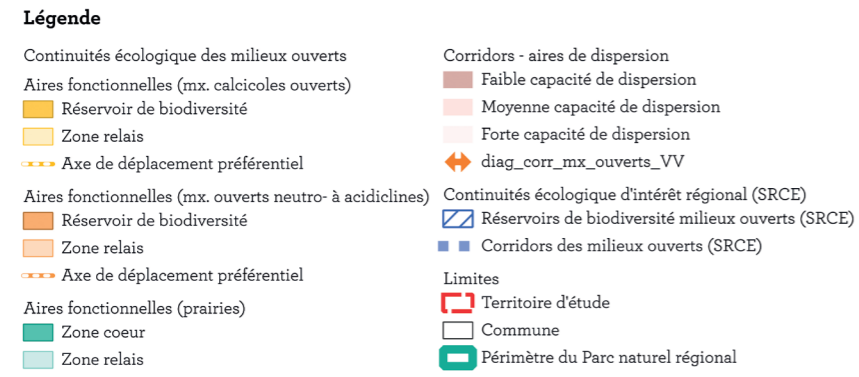 Légende
Continuités écologique des milieux ouverts
Aires fonctionnelles (mx. calcicoles ouverts)
Réservoir de biodiversité
Zone relais
Axe de déplacement préférentiel
Aires fonctionnelles (mx. ouverts neutro- à acidiclines)
Réservoir de biodiversité
Zone relais
Axe de déplacement préférentiel
Aires fonctionnelles (prairies)
Zone coeur
Zone relais
Corridors - aires de dispersion
Faible capacité de dispersion
Moyenne capacité de dispersion
Forte capacité de dispersion
diag_corr_mx_ouverts_VV
Continuités écologique d'intérêt régional (SRCE)
Réservoirs de biodiversité milieux ouverts (SRCE)
Corridors des milieux ouverts (SRCE)
Limites
Territoire d'étude
Commune
Périmètre du Parc naturel régional